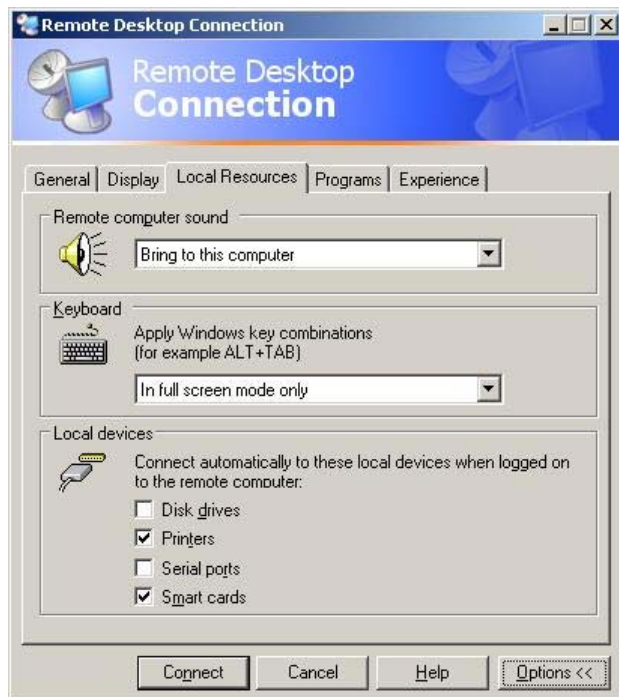 Remote Desktop Connection
Remote Desktop
Connection
General Display Local Resources Programs Experience
Remote computer sound
Bring to this computer
Keyboard
Apply Windows key combinations
(for example ALT+TAB)
In full screen mode only
Local devices
Connect automatically to these local devices when logged on
to the remote computer:
Disk drives
Printers
Serial ports
Smart cards
Connect Cancel Help Options <<